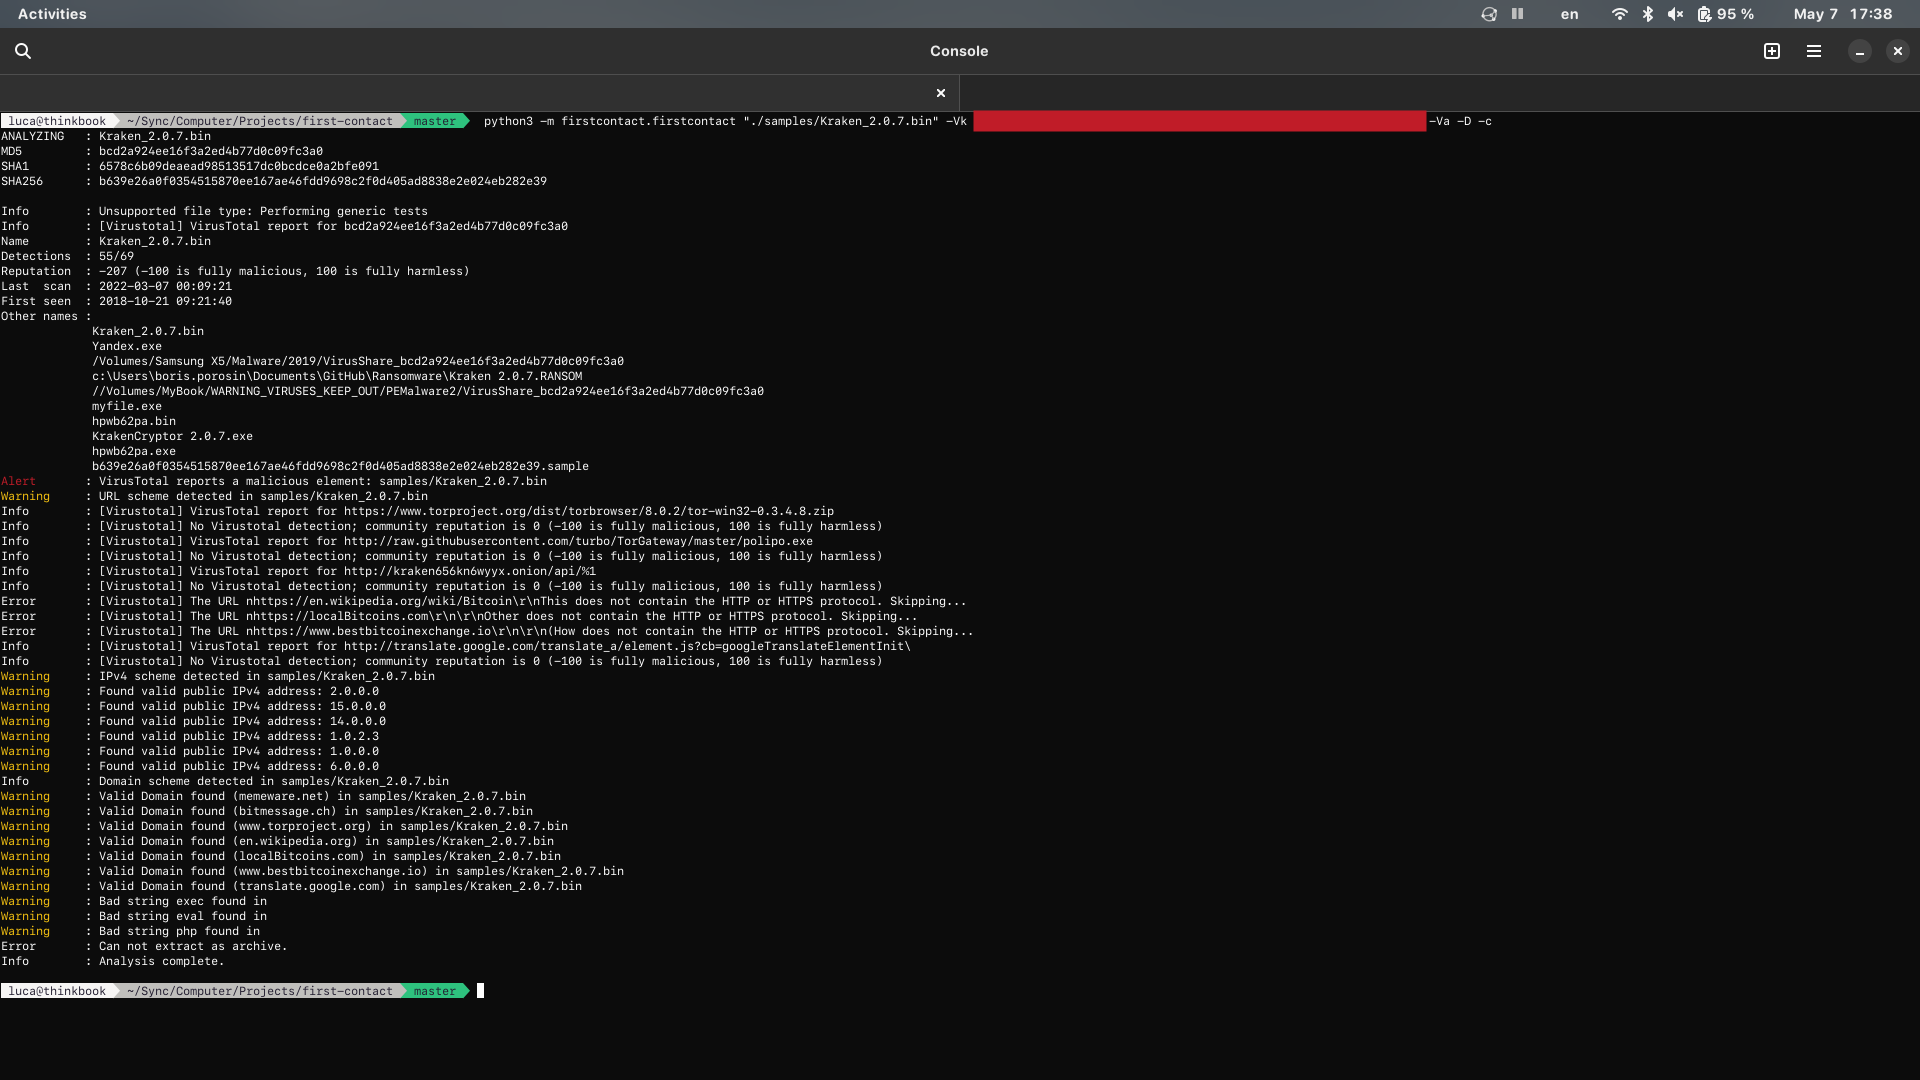 Activities
en
95 %
May 7 17:38
Console
luca@thinkbook ~/Sync/Computer/Projects/first-contact master python3 -m firstcontact.firstcontact "./samples/Kraken_2.0.7.bin" -Vk -Va -D -c
ANALYZING : Kraken_2.0.7.bin
MD5 : bcd2a924ee16f3a2ed4b77d0c09fc3a0
SHA1 : 6578c6b09deaead98513517dc0bcdce0a2bfe091
SHA256 : b639e26a0f0354515870ee167ae46fdd9698c2f0d405ad8838e2e024eb282e39
Info : Unsupported file type: Performing generic tests
Info : [Virustotal] VirusTotal report for bcd2a924ee16f3a2ed4b77d0c09fc3a0
Name : Kraken_2.0.7.bin
Detections : 55/69
Reputation : -207 (-100 is fully malicious, 100 is fully harmless)
Last scan : 2022-03-07 00:09:21
First seen : 2018-10-21 09:21:40
Other names :
Kraken_2.0.7.bin
Yandex.exe
/Volumes/Samsung X5/Malware/2019/VirusShare_bcd2a924ee16f3a2ed4b77d0c09fc3a0
c:\Users\boris.porosin\Documents\GitHub\Ransomware\Kraken 2.0.7.RANSOM
//Volumes/MyBook/WARNING_VIRUSES_KEEP_OUT/PEMalware2/VirusShare_bcd2a924ee16f3a2ed4b77d0c09fc3a0
myfile.exe
hpwb62pa.bin
KrakenCryptor 2.0.7.exe
hpwb62pa.exe
b639e26a0f0354515870ee167ae46fdd9698c2f0d405ad8838e2e024eb282e39.sample
Alert : VirusTotal reports a malicious element: samples/Kraken_2.0.7.bin
Warning : URL scheme detected in samples/Kraken_2.0.7.bin
Info : [Virustotal] VirusTotal report for https://www.torproject.org/dist/torbrowser/8.0.2/tor-win32-0.3.4.8.zip
Info : [Virustotal] No Virustotal detection; community reputation is 0 (-100 is fully malicious, 100 is fully harmless)
Info : [Virustotal] VirusTotal report for http://raw.githubusercontent.com/turbo/TorGateway/master/polipo.exe
Info : [Virustotal] No Virustotal detection; community reputation is 0 (-100 is fully malicious, 100 is fully harmless)
Info : [Virustotal] VirusTotal report for http://kraken656kn6wyyx.onion/api/%1
Info : [Virustotal] No Virustotal detection; community reputation is 0 (-100 is fully malicious, 100 is fully harmless)
Error : [Virustotal] The URL nhttps://en.wikipedia.org/wiki/Bitcoin\r\nThis does not contain the HTTP or HTTPS protocol. Skipping...
Error : [Virustotal] The URL nhttps://localBitcoins.com\r\n\r\nOther does not contain the HTTP or HTTPS protocol. Skipping...
Error : [Virustotal] The URL nhttps://www.bestbitcoinexchange.io\r\n\r\n(How does not contain the HTTP or HTTPS protocol. Skipping...
Info : [Virustotal] VirusTotal report for http://translate.google.com/translate_a/element.js?cb=googleTranslateElementInit\
Info : [Virustotal] No Virustotal detection; community reputation is 0 (-100 is fully malicious, 100 is fully harmless)
Warning : IPv4 scheme detected in samples/Kraken_2.0.7.bin
Warning : Found valid public IPv4 address: 2.0.0.0
Warning : Found valid public IPv4 address: 15.0.0.0
Warning : Found valid public IPv4 address: 14.0.0.0
Warning : Found valid public IPv4 address: 1.0.2.3
Warning : Found valid public IPv4 address: 1.0.0.0
Warning : Found valid public IPv4 address: 6.0.0.0
Info : Domain scheme detected in samples/Kraken_2.0.7.bin
Warning : Valid Domain found (memeware.net) in samples/Kraken_2.0.7.bin
Warning : Valid Domain found (bitmessage.ch) in samples/Kraken_2.0.7.bin
Warning : Valid Domain found (www.torproject.org) in samples/Kraken_2.0.7.bin
Warning : Valid Domain found (en.wikipedia.org) in samples/Kraken_2.0.7.bin
Warning : Valid Domain found (localBitcoins.com) in samples/Kraken_2.0.7.bin
Warning : Valid Domain found (www.bestbitcoinexchange.io) in samples/Kraken_2.0.7.bin
Warning : Valid Domain found (translate.google.com) in samples/Kraken_2.0.7.bin
Warning : Bad string exec found in
Warning : Bad string eval found in
Warning : Bad string php found in
Error : Can not extract as archive.
Info : Analysis complete.
luca@thinkbook ~/Sync/Computer/Projects/first-contact master